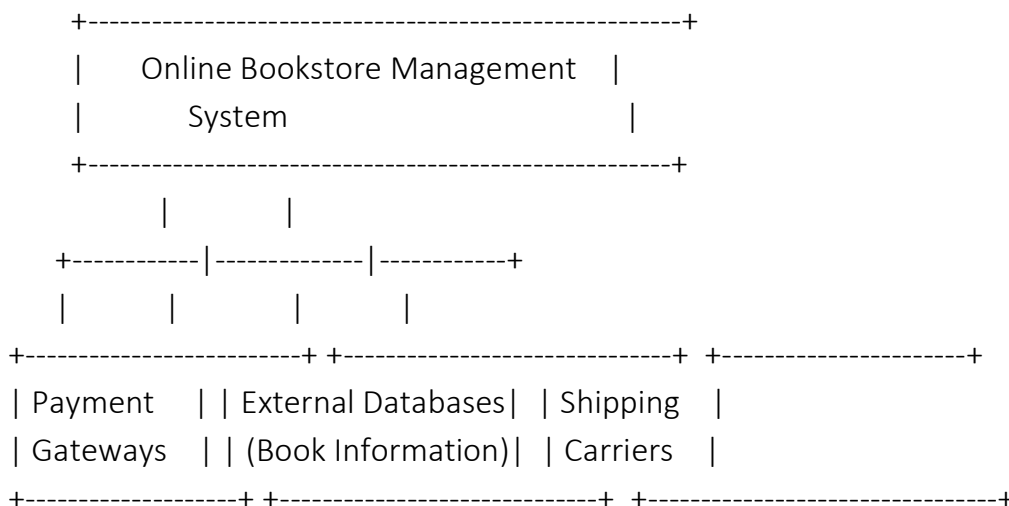 +---------------------------------------------------------+
| Online Bookstore Management |
| System |
+--------------------------------------------------------+
| |
+------------|--------------|------------+
| | | |
+---------------------------+ +--------------------------------+ +-----------------------+
| Payment | | External Databases| | Shipping |
| Gateways | | (Book Information)| | Carriers |
+---------------------+ +------------------------------+ +---------------------------------+